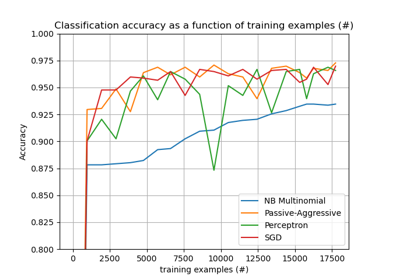 Classification accuracy as a function of training examples (#)
1.000
0.975
0.950
0.925
0.900
0.875
0.850
0.825
0.800
Accuracy
NB Multinomial
Passive-Aggressive
Perceptron
SGD
0 2500 5000 7500 10000 12500 15000 17500
training examples (#)